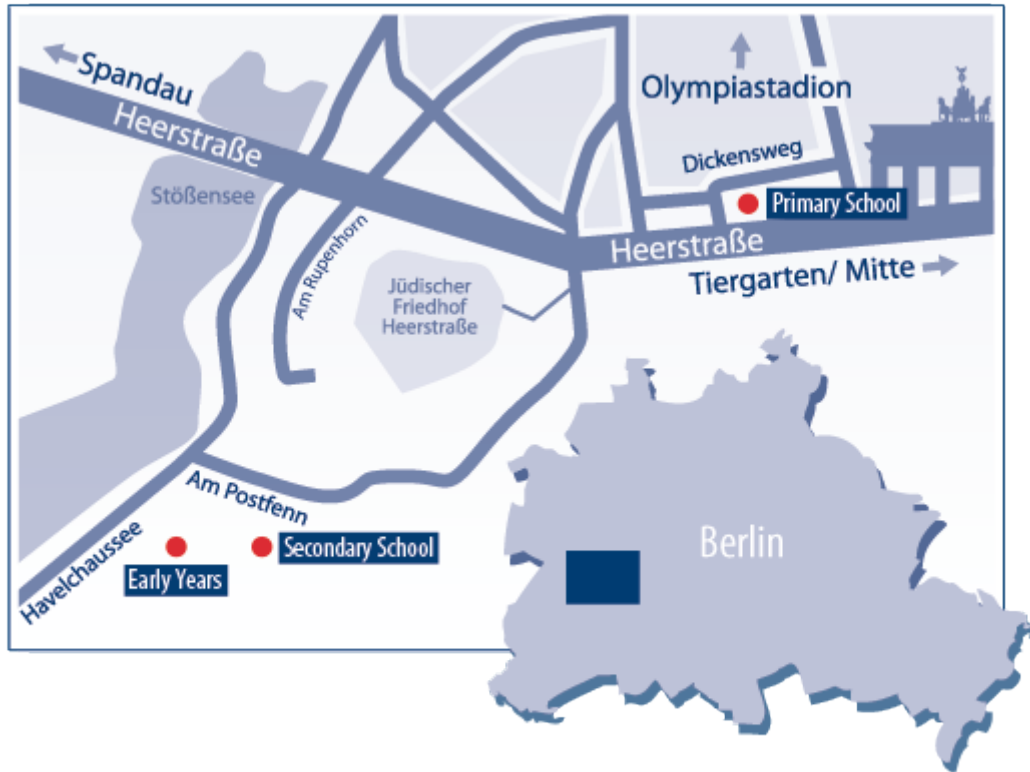 Spandau
Olympiastadion
Heerstraße
Dickensweg
Stößensee
Primary School
Am Rupenhorn
Heerstraße
Tiergarten/ Mitte
Jüdischer
Friedhof
Heerstraße
Am Postfenn
Havelchaussee
Secondary School
Early Years
Berlin